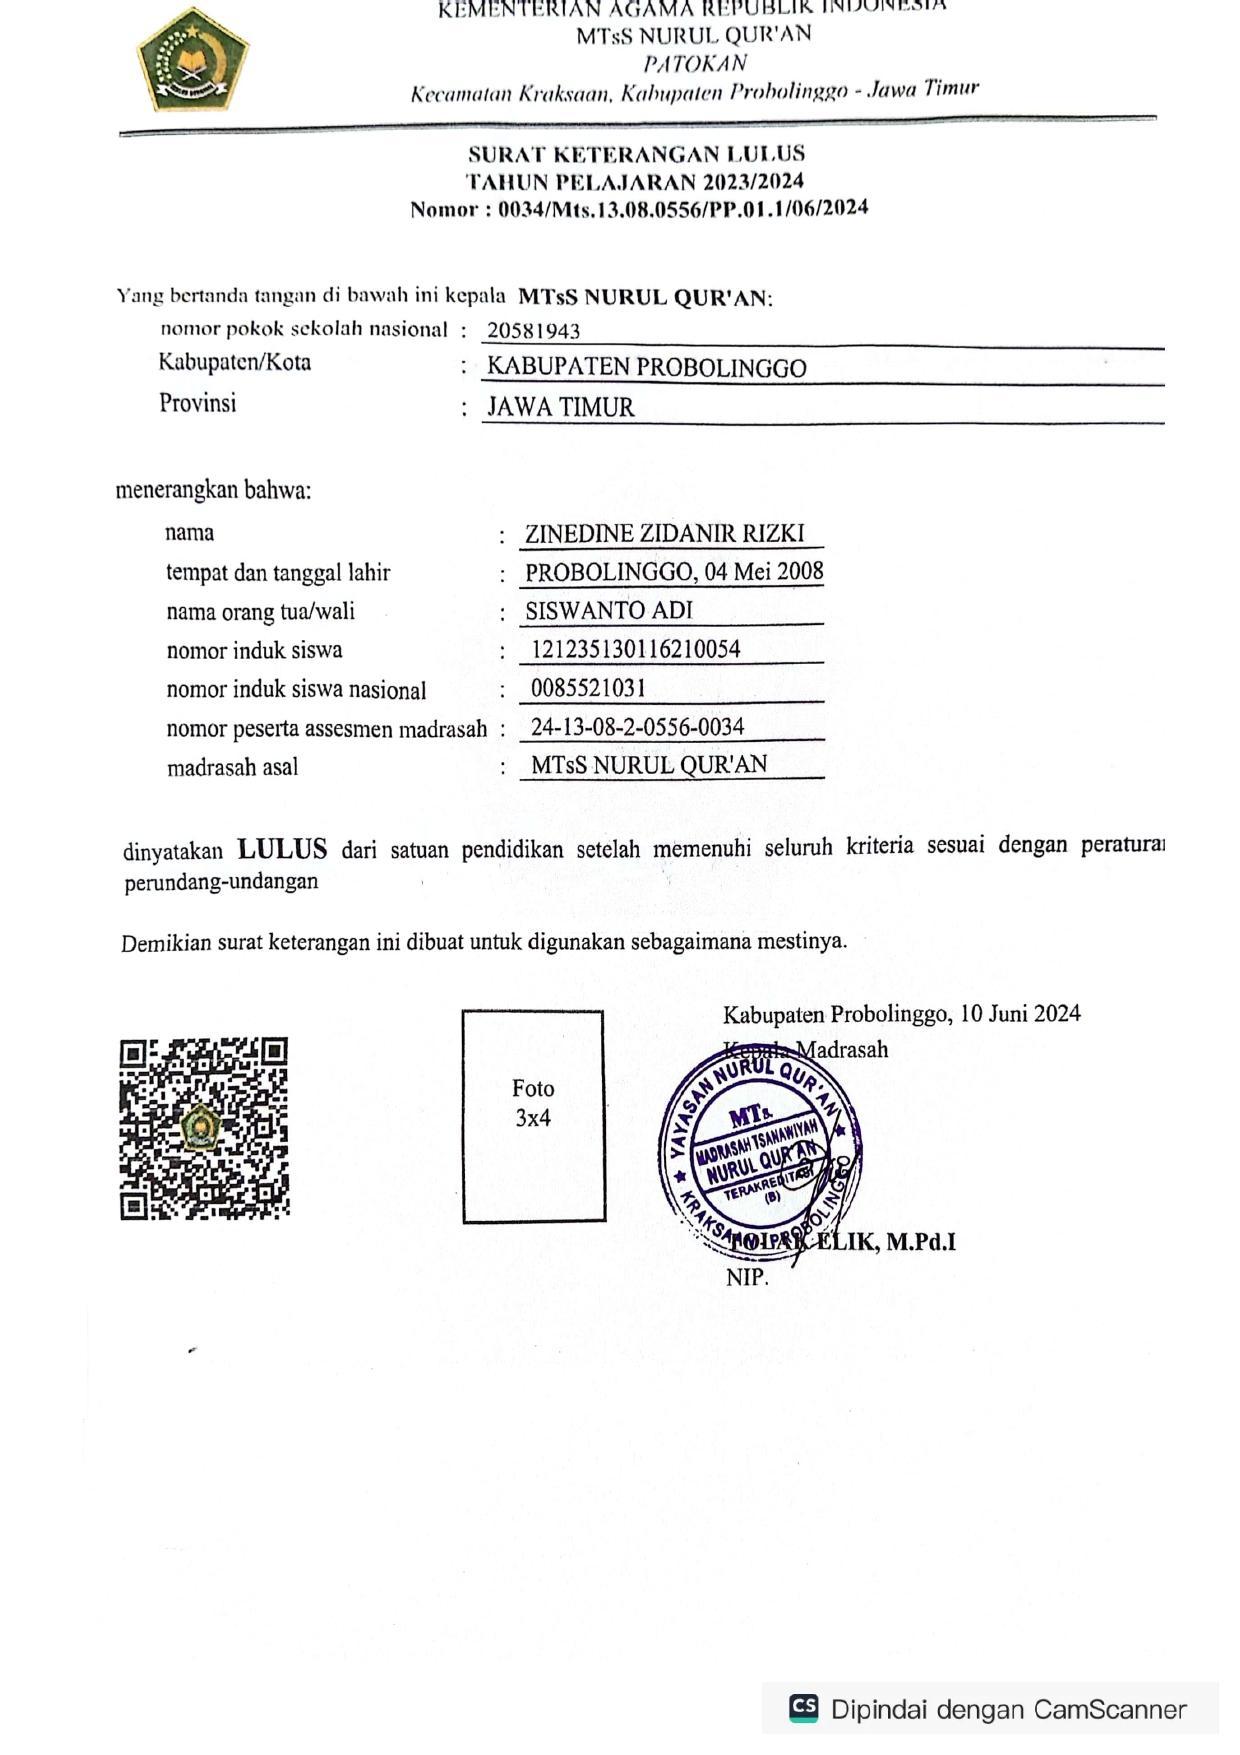 KEMENTERIAN AGAMA REPUBLIK INDONESIA
MTsS NURUL QUR'AN
PATOKAN
Kecamatan Kraksaan, Kabupaten Probolinggo - Jawa Timur
SURAT KETERANGAN LULUS
TAHUN PELAJARAN 2023/2024
Nomor : 0034/Mts.13.08.0556/PP.01.1/06/2024
Yang bertanda tangan di bawah ini kepala MTsS NURUL QUR'AN:
nomor pokok sekolah nasional : 20581943
Kabupaten/Kota : KABUPATEN PROBOLINGGO
Provinsi : JAWA TIMUR
menerangkan bahwa:
nama : ZINEDINE ZIDANIR RIZKI
tempat dan tanggal lahir : PROBOLINGGO, 04 Mei 2008
nama orang tua/wali : SISWANTO ADI
nomor induk siswa : 121235130116210054
nomor induk siswa nasional : 0085521031
nomor peserta assesmen madrasah : 24-13-08-2-0556-0034
madrasah asal : MTsS NURUL QUR'AN
dinyatakan LULUS dari satuan pendidikan setelah memenuhi seluruh kriteria sesuai dengan peraturan
perundang-undangan
Demikian surat keterangan ini dibuat untuk digunakan sebagaimana mestinya.
Kabupaten Probolinggo, 10 Juni 2024
Kepala Madrasah
Foto
3x4
YAYASAN NURUL QUR'AN
MTs
MADRASAH TSANAWIYAH
NURUL QUR'AN
TERAKREDITASI
(B)
KRAKSAAN PROBOLINGGO
ELIK, M.Pd.I
NIP.
CS Dipindai dengan CamScanner